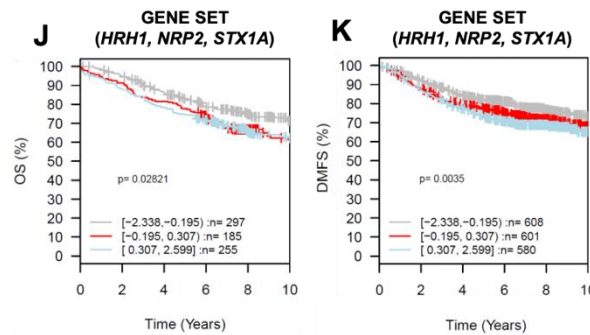 J
GENE SET
(HRH1, NRP2, STX1A)
OS (%)
100
90
80
70
60
50
40
30
20
10
0
p= 0.02821
[−2.338,−0.195) :n= 297
[−0.195, 0.307) :n= 185
[ 0.307, 2.599] :n= 255
0 2 4 6 8 10
Time (Years)
K
GENE SET
(HRH1, NRP2, STX1A)
DMFS (%)
100
90
80
70
60
50
40
30
20
10
0
p= 0.0035
[−2.338,−0.195) :n= 608
[−0.195, 0.307) :n= 601
[ 0.307, 2.599] :n= 580
0 2 4 6 8 10
Time (Years)